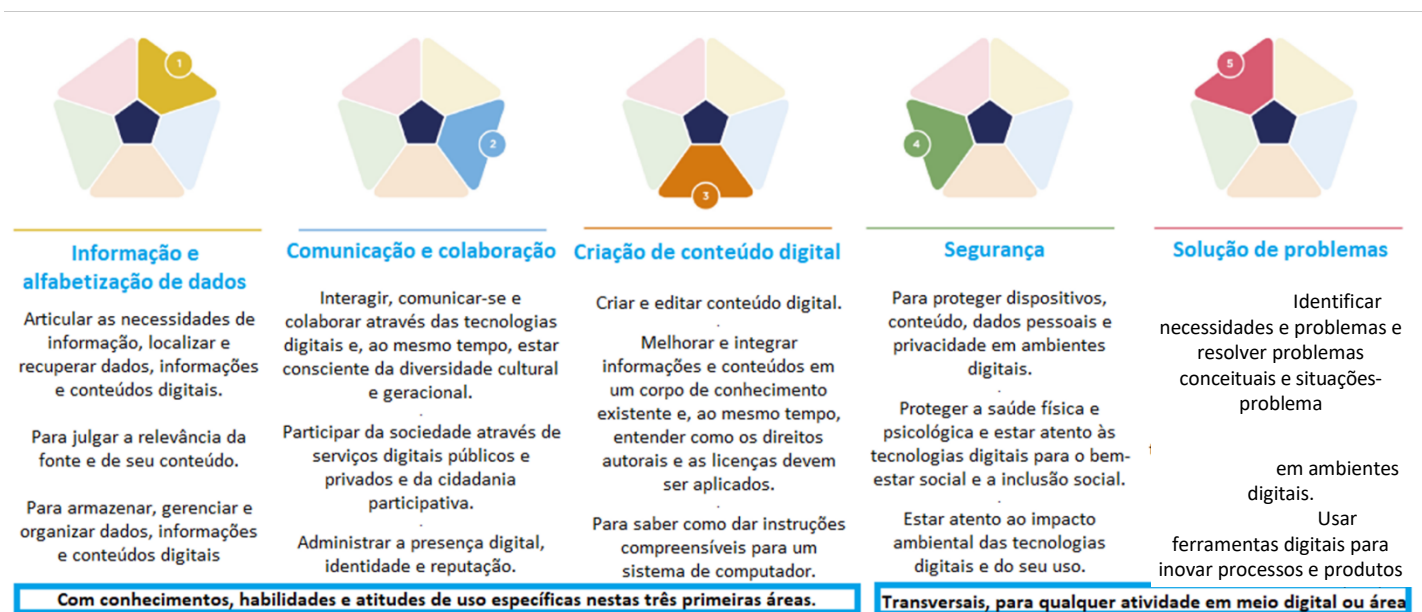 1
2
3
4
5
Informação e
alfabetização de dados
Articular as necessidades de
informação, localizar e
recuperar dados, informações
e conteúdos digitais.
Para julgar a relevância da
fonte e de seu conteúdo.
Para armazenar, gerenciar e
organizar dados, informações
e conteúdos digitais
Comunicação e colaboração
Interagir, comunicar-se e
colaborar através das tecnologias
digitais e, ao mesmo tempo, estar
consciente da diversidade cultural
e geracional.
.
Participar da sociedade através de
serviços digitais públicos e
privados e da cidadania
participativa.
.
Administrar a presença digital,
identidade e reputação.
Criação de conteúdo digital
Criar e editar conteúdo digital.
.
Melhorar e integrar
informações e conteúdos em
um corpo de conhecimento
existente e, ao mesmo tempo,
entender como os direitos
autorais e as licenças devem
ser aplicados.
.
Para saber como dar instruções
compreensíveis para um
sistema de computador.
Segurança
Para proteger dispositivos,
conteúdo, dados pessoais e
privacidade em ambientes
digitais.
.
Proteger a saúde física e
psicológica e estar atento às
tecnologias digitais para o bem-
estar social e a inclusão social.
.
Estar atento ao impacto
ambiental das tecnologias
digitais e do seu uso.
Solução de problemas
Identificar
necessidades e problemas e
resolver problemas
conceituais e situações-
problema
em ambientes
digitais.
Usar
ferramentas digitais para
inovar processos e produtos
Com conhecimentos, habilidades e atitudes de uso específicas nestas três primeiras áreas.
Transversais, para qualquer atividade em meio digital ou área